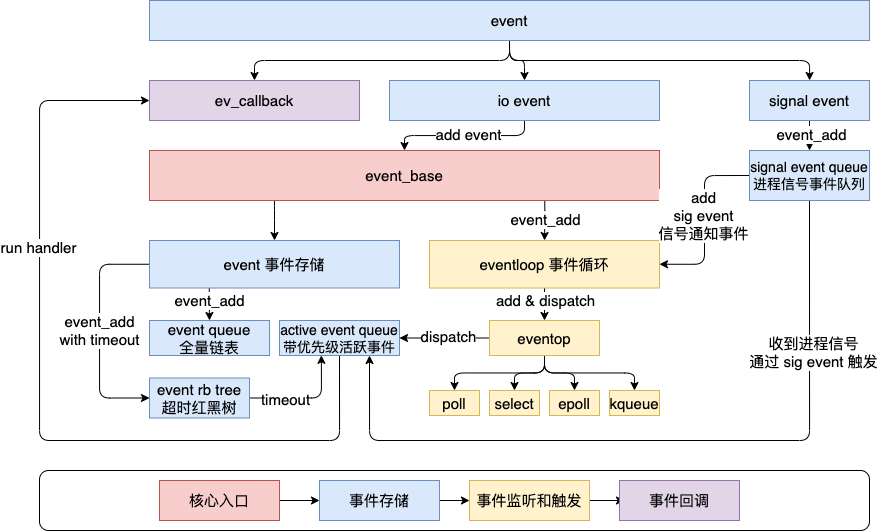 event
ev_callback
io event
signal event
add event
event_add
event_base
signal event queue
进程信号事件队列
add
sig event
信号通知事件
event_add
run handler
event 事件存储
eventloop 事件循环
event_add
add & dispatch
event_add
with timeout
event queue
全量链表
active event queue
带优先级活跃事件
dispatch
eventop
收到进程信号
通过 sig event 触发
event rb tree
超时红黑树
timeout
poll
select
epoll
kqueue
核心入口
事件存储
事件监听和触发
事件回调